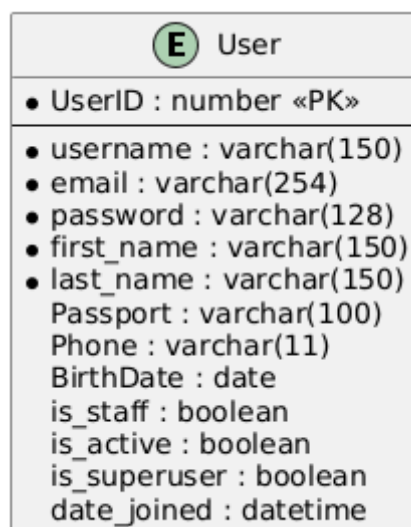 E User
UserID : number «PK»
username : varchar(150)
email : varchar(254)
password : varchar(128)
first_name : varchar(150)
last_name : varchar(150)
Passport : varchar(100)
Phone : varchar(11)
BirthDate : date
is_staff : boolean
is_active : boolean
is_superuser : boolean
date_joined : datetime